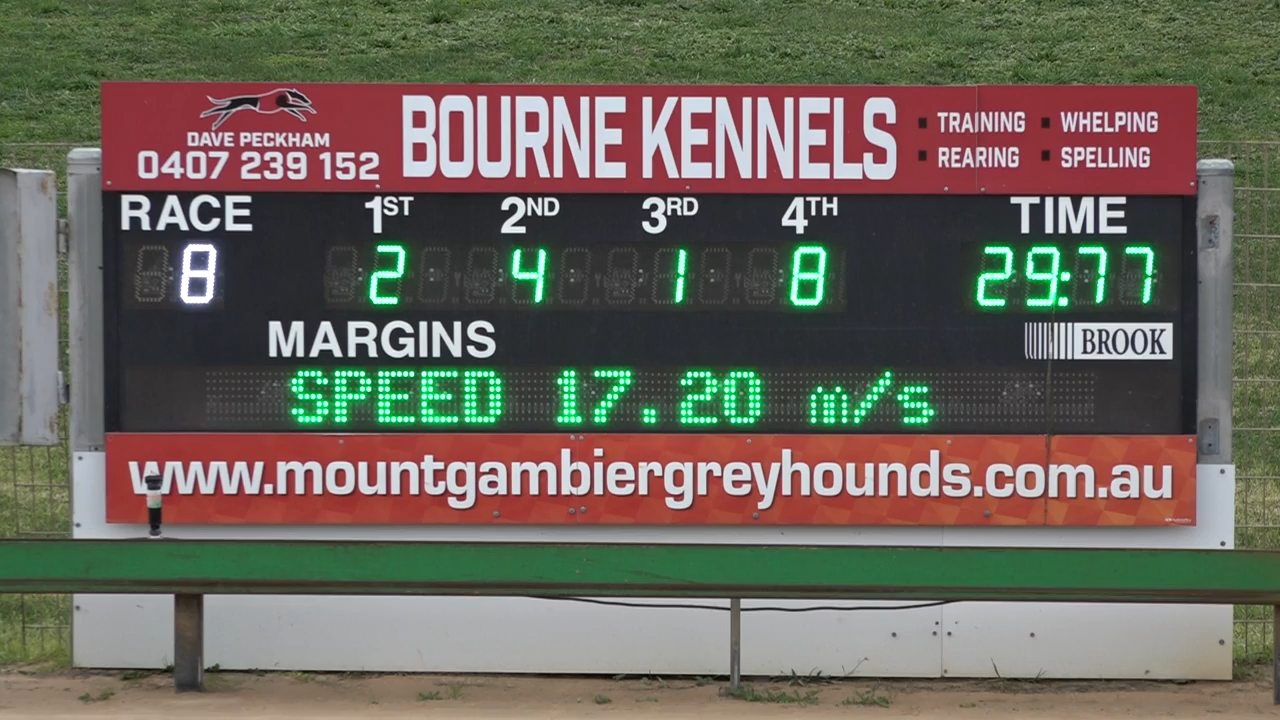 DAVE PECKHAM
0407 239 152
BOURNE KENNELS
TRAINING
WHELPING
REARING
SPELLING
RACE 1ST 2ND 3RD 4TH TIME
8 2 4 1 8 29:77
MARGINS
BROOK
SPEED 17.20 m/s
www.mountgambiergreyhounds.com.au